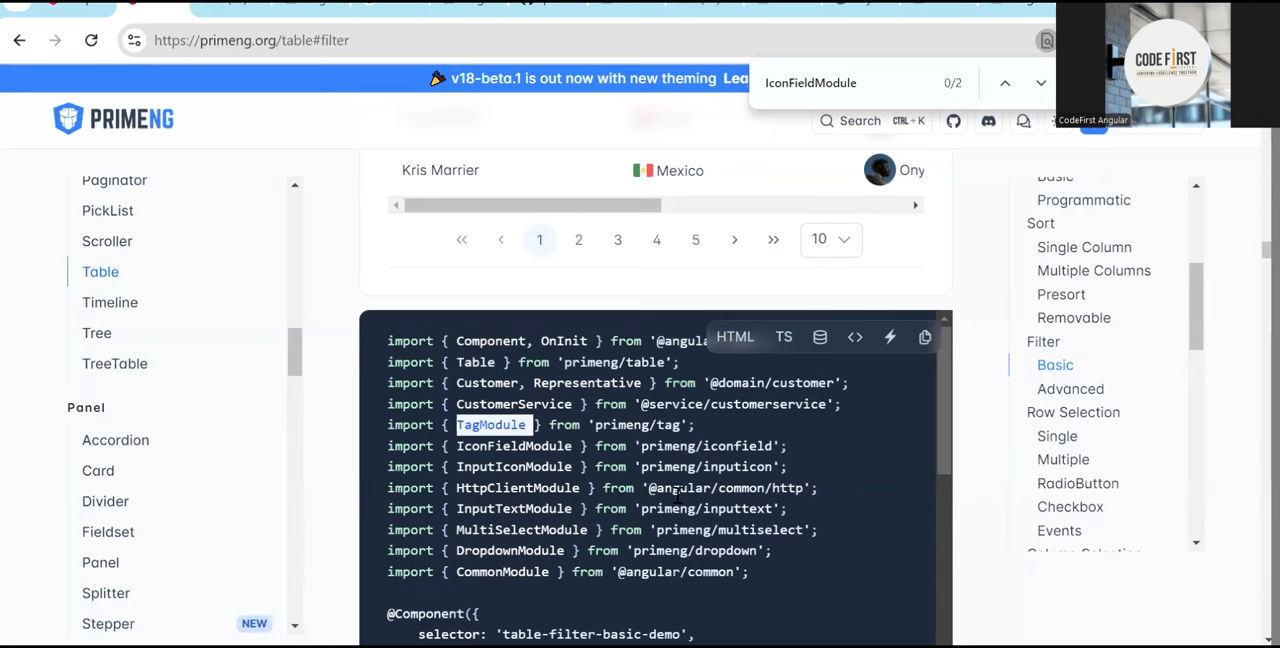 https://primeng.org/table#filter
IconFieldModule 0/2
v18-beta.1 is out now with new theming
CODE FIRST
CodeFirst Angular
PRIMENG
Search CTRL+K
Paginator
PickList
Scroller
Table
Timeline
Tree
TreeTable
Panel
Accordion
Card
Divider
Fieldset
Panel
Splitter
Stepper NEW
Kris Marrier Mexico Ony
1 2 3 4 5 10
HTML TS
import { Component, OnInit } from '@angula
import { Table } from 'primeng/table';
import { Customer, Representative } from '@domain/customer';
import { CustomerService } from '@service/customerservice';
import { TagModule } from 'primeng/tag';
import { IconFieldModule } from 'primeng/iconfield';
import { InputIconModule } from 'primeng/inputicon';
import { HttpClientModule } from '@angular/common/http';
import { InputTextModule } from 'primeng/inputtext';
import { MultiSelectModule } from 'primeng/multiselect';
import { DropdownModule } from 'primeng/dropdown';
import { CommonModule } from '@angular/common';
@Component({
selector: 'table-filter-basic-demo',
Basic
Programmatic
Sort
Single Column
Multiple Columns
Presort
Removable
Filter
Basic
Advanced
Row Selection
Single
Multiple
RadioButton
Checkbox
Events